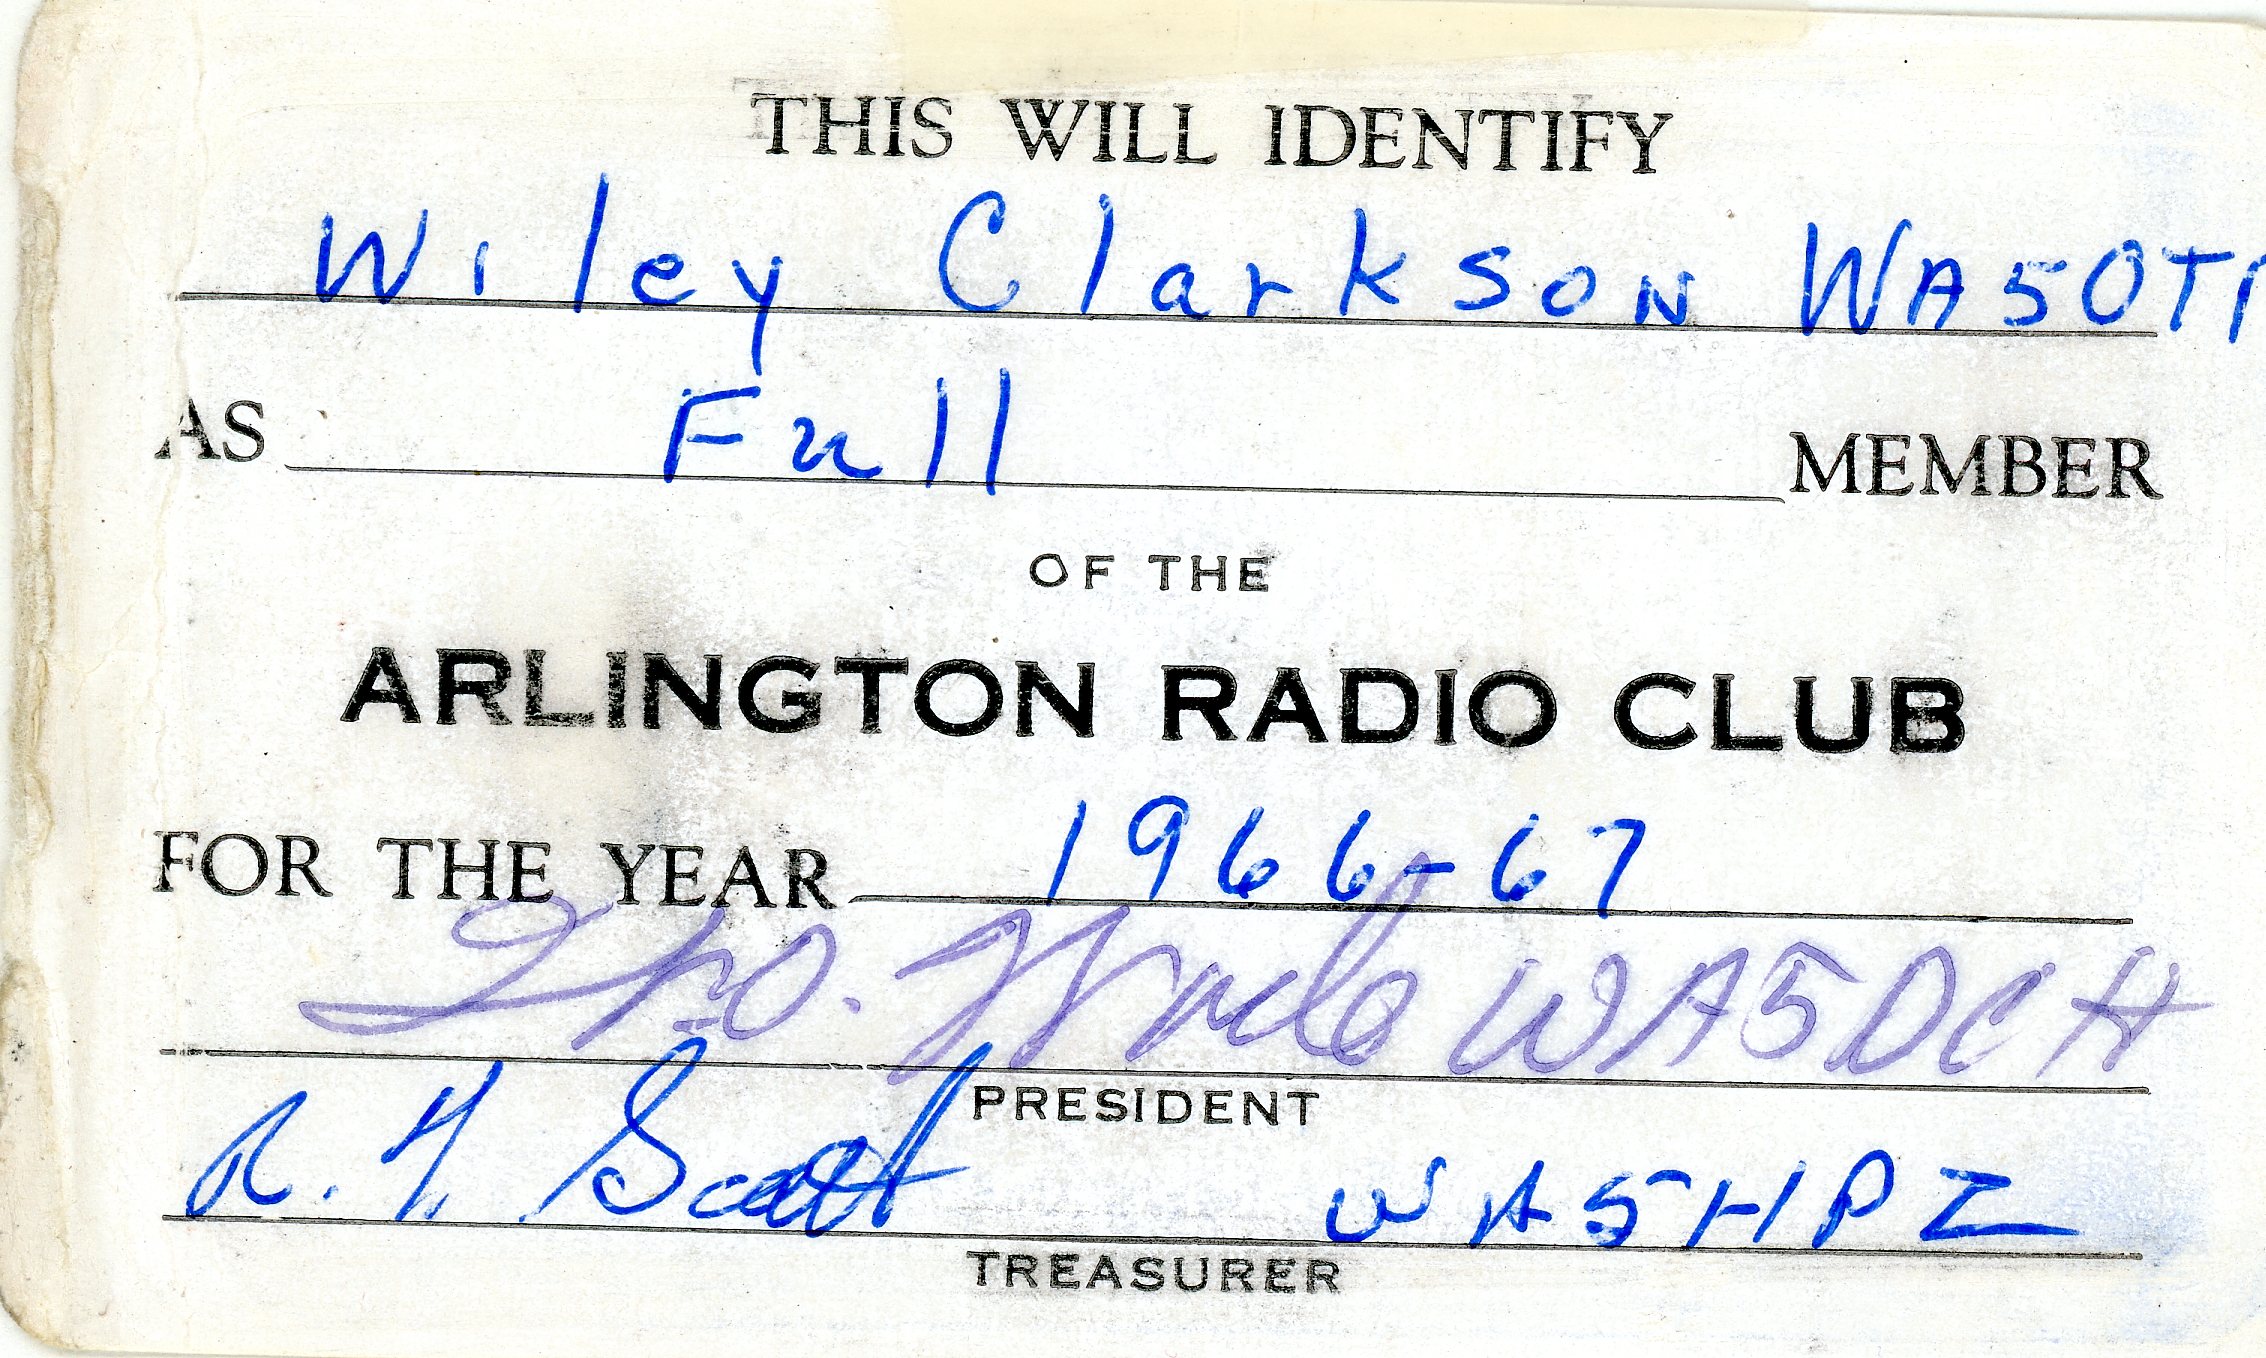 THIS WILL IDENTIFY
Wiley Clarkson
AS Full MEMBER
OF THE
ARLINGTON RADIO CLUB
FOR THE YEAR 1966-67
WA5DCH
PRESIDENT
R. Y. Scott WA5HPZ
TREASURER